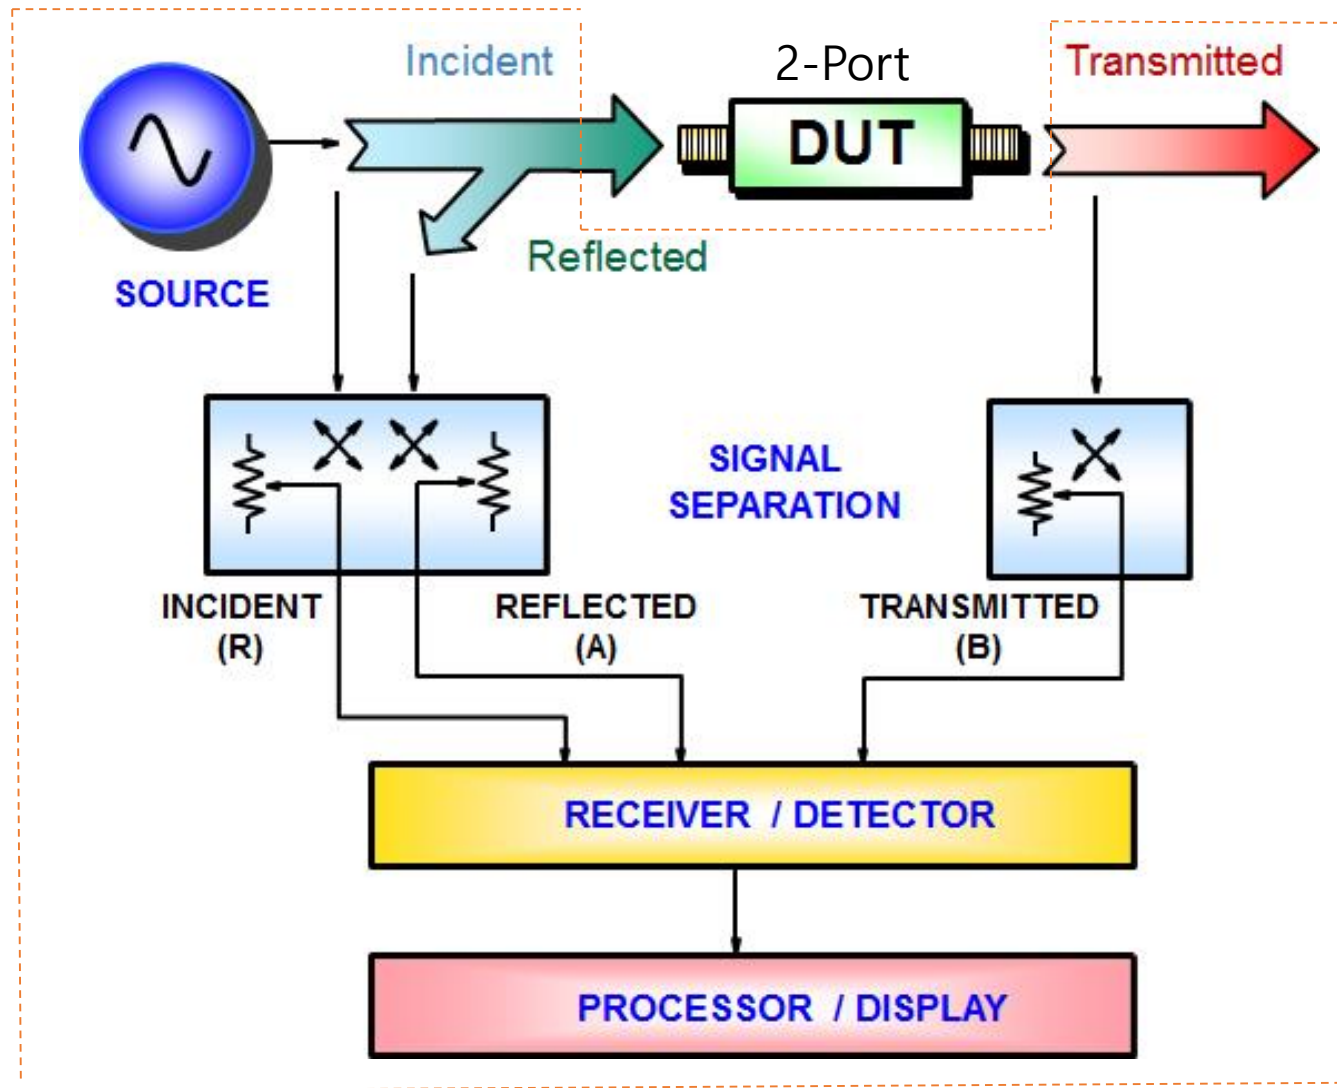 Incident
2-Port
Transmitted
DUT
Reflected
SOURCE
SIGNAL
SEPARATION
INCIDENT
(R)
REFLECTED
(A)
TRANSMITTED
(B)
RECEIVER / DETECTOR
PROCESSOR / DISPLAY